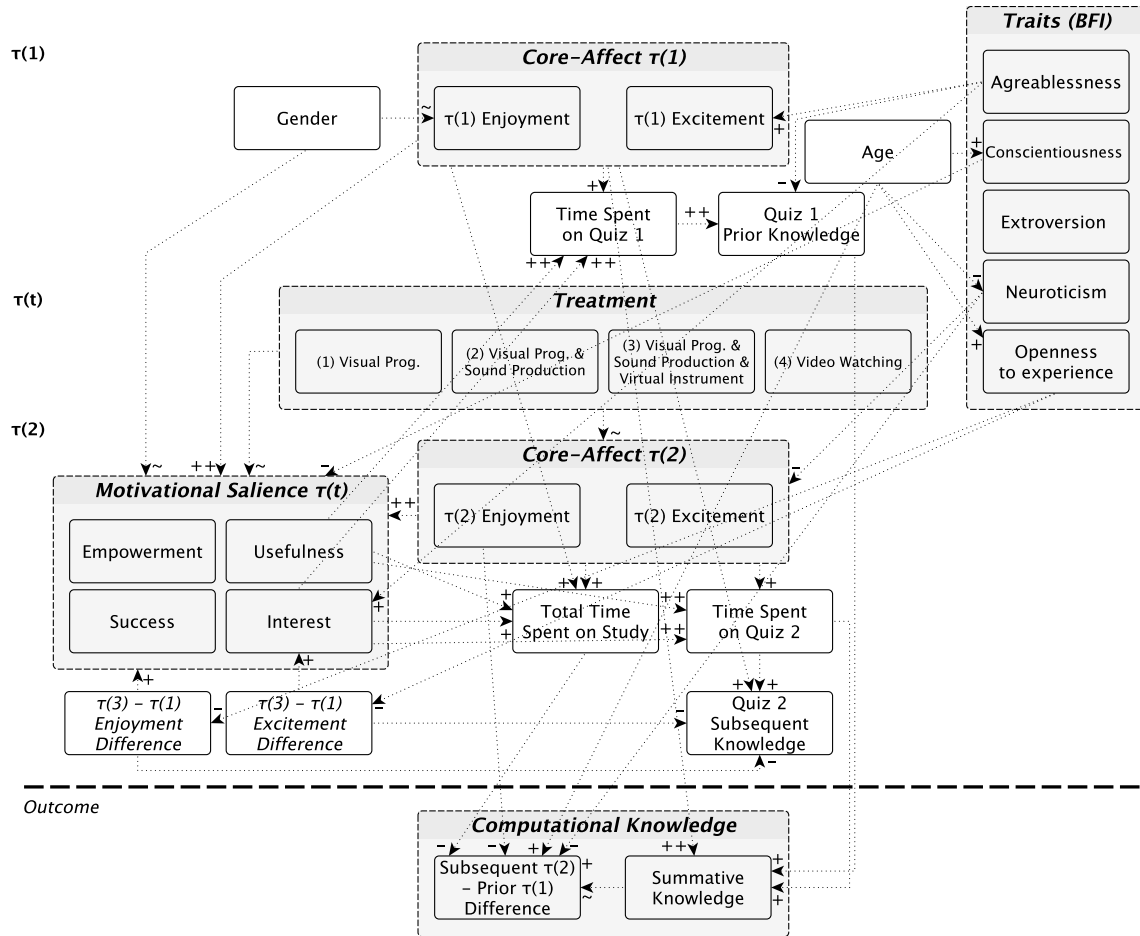 τ(1)
Core–Affect τ(1)
Traits (BFI)
Gender
~
τ(1) Enjoyment
τ(1) Excitement
+
Agreablessness
Age
+
Conscientiousness
+
–
Time Spent
on Quiz 1
++
Quiz 1
Prior Knowledge
Extroversion
++
++
τ(t)
Treatment
–
Neuroticism
(1) Visual Prog.
(2) Visual Prog. &
Sound Production
(3) Visual Prog. &
Sound Production &
Virtual Instrument
(4) Video Watching
+
Openness
to experience
τ(2)
~
Core–Affect τ(2)
~
++
~
–
–
Motivational Salience τ(t)
++
τ(2) Enjoyment
τ(2) Excitement
Empowerment
Usefulness
+
+
+
Success
Interest
+
+
+
Total Time
Spent on Study
++
++
Time Spent
on Quiz 2
+
+
τ(3) – τ(1)
Enjoyment
Difference
–
τ(3) – τ(1)
Excitement
Difference
–
+
+
–
Quiz 2
Subsequent
Knowledge
–
Outcome
Computational Knowledge
–
–
+
–
++
Subsequent τ(2)
– Prior τ(1)
Difference
+
~
Summative
Knowledge
+
+